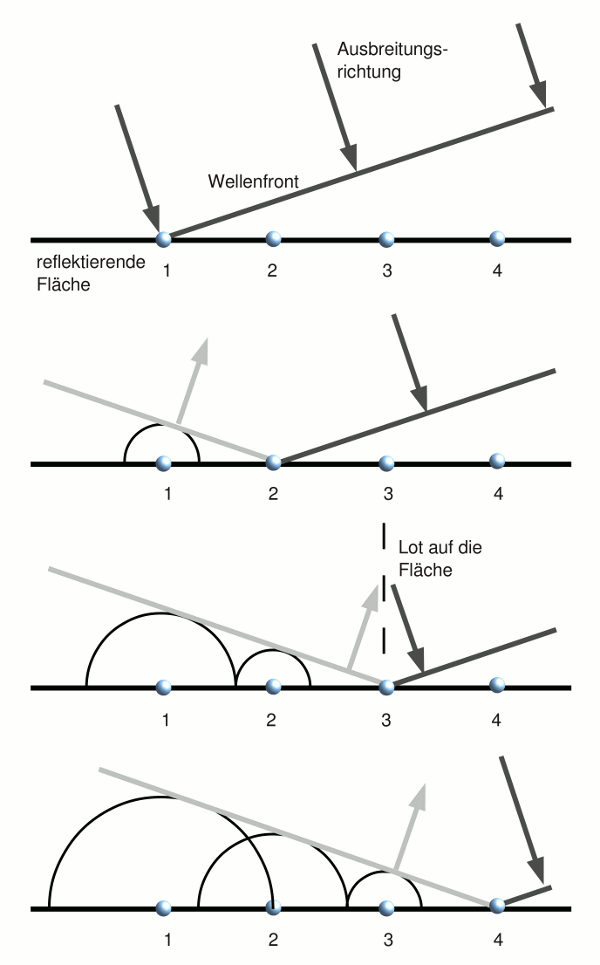 Ausbreitungs-
richtung
Wellenfront
reflektierende
Fläche
1 2 3 4
1 2 3 4
Lot auf die
Fläche
1 2 3 4
1 2 3 4